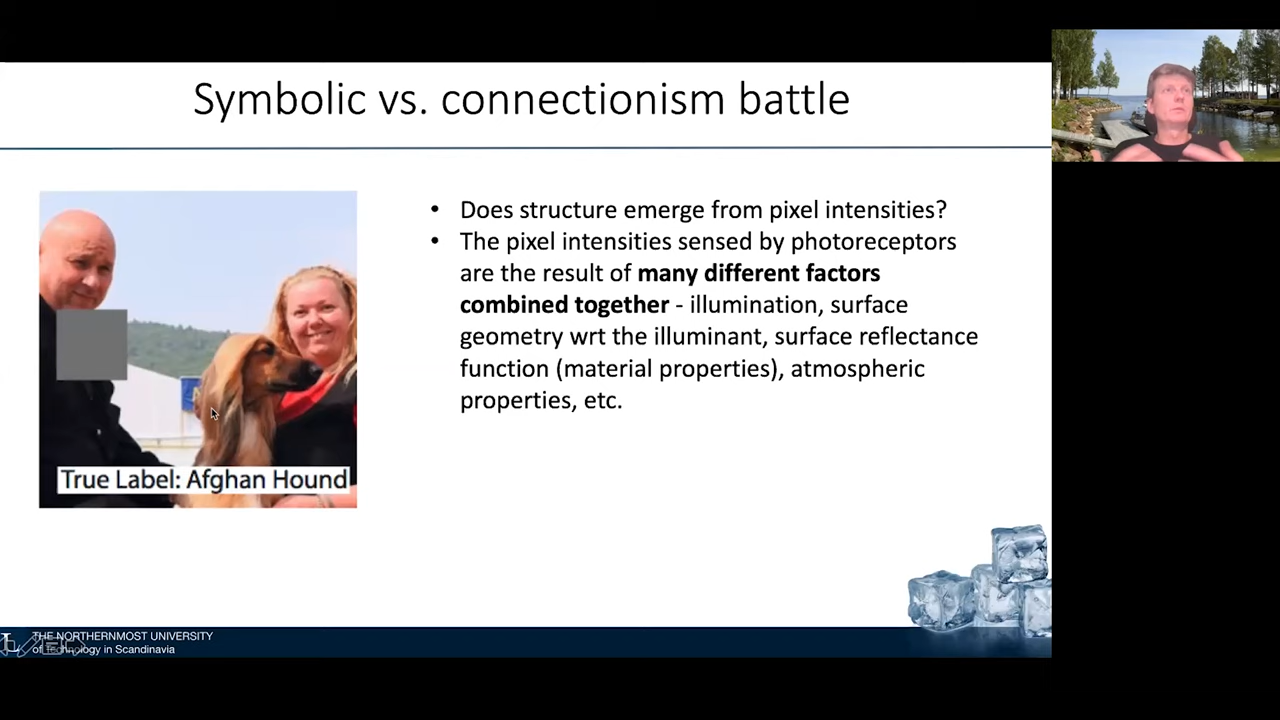 Symbolic vs. connectionism battle
• Does structure emerge from pixel intensities?
• The pixel intensities sensed by photoreceptors
are the result of many different factors
combined together - illumination, surface
geometry wrt the illuminant, surface reflectance
function (material properties), atmospheric
properties, etc.
True Label: Afghan Hound
THE NORTHERNMOST UNIVERSITY
of Technology in Scandinavia